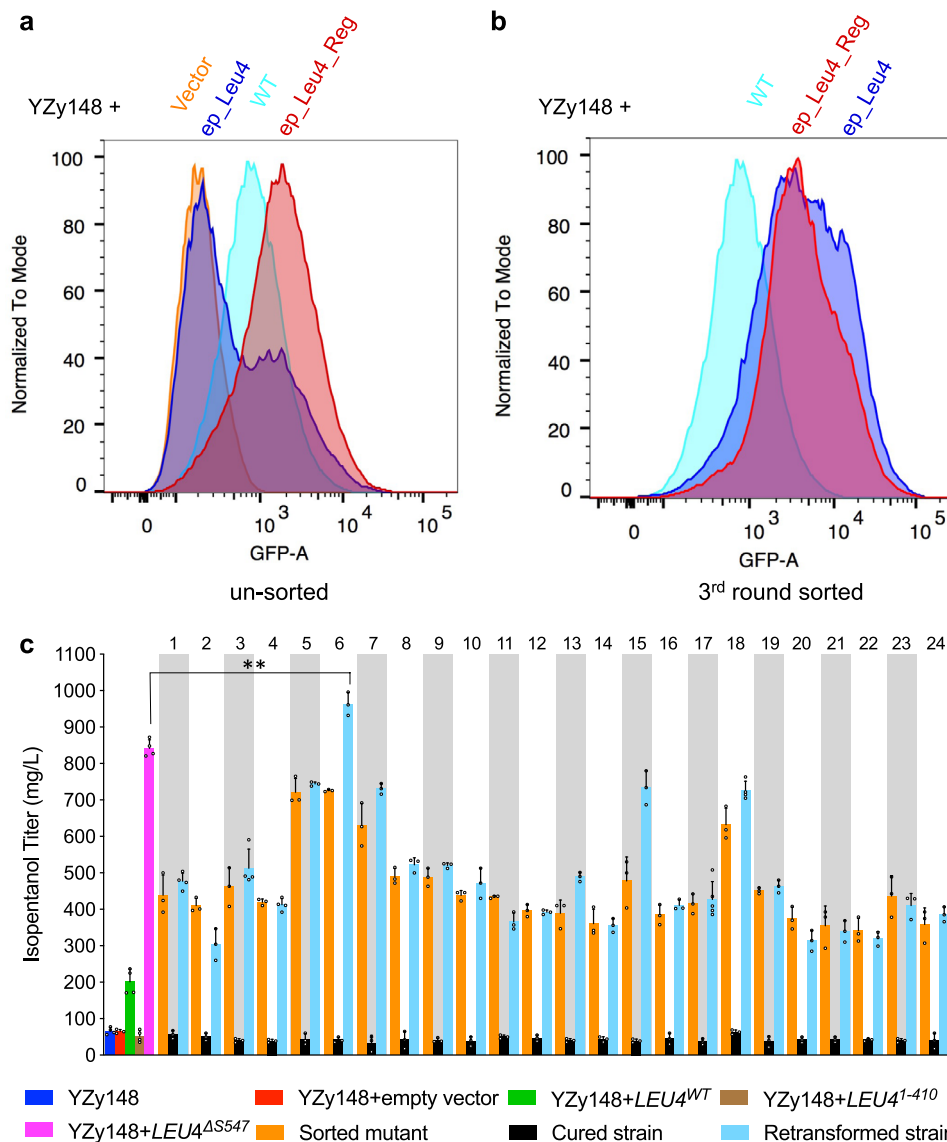 a
b
YZy148 +
Vector
ep_Leu4
WT
ep_Leu4_Reg
YZy148 +
WT
ep_Leu4_Reg
ep_Leu4
Normalized To Mode
100
80
60
40
20
0
0
10^3
10^4
10^5
GFP-A
un-sorted
Normalized To Mode
100
80
60
40
20
0
0
10^3
10^4
10^5
GFP-A
3rd round sorted
c
1 2 3 4 5 6 7 8 9 10 11 12 13 14 15 16 17 18 19 20 21 22 23 24
**
Isopentanol Titer (mg/L)
1100
1000
900
800
700
600
500
400
300
200
100
0
YZy148 YZy148+empty vector YZy148+LEU4^WT YZy148+LEU4^1-410
YZy148+LEU4^ΔS547 Sorted mutant Cured strain Retransformed strain